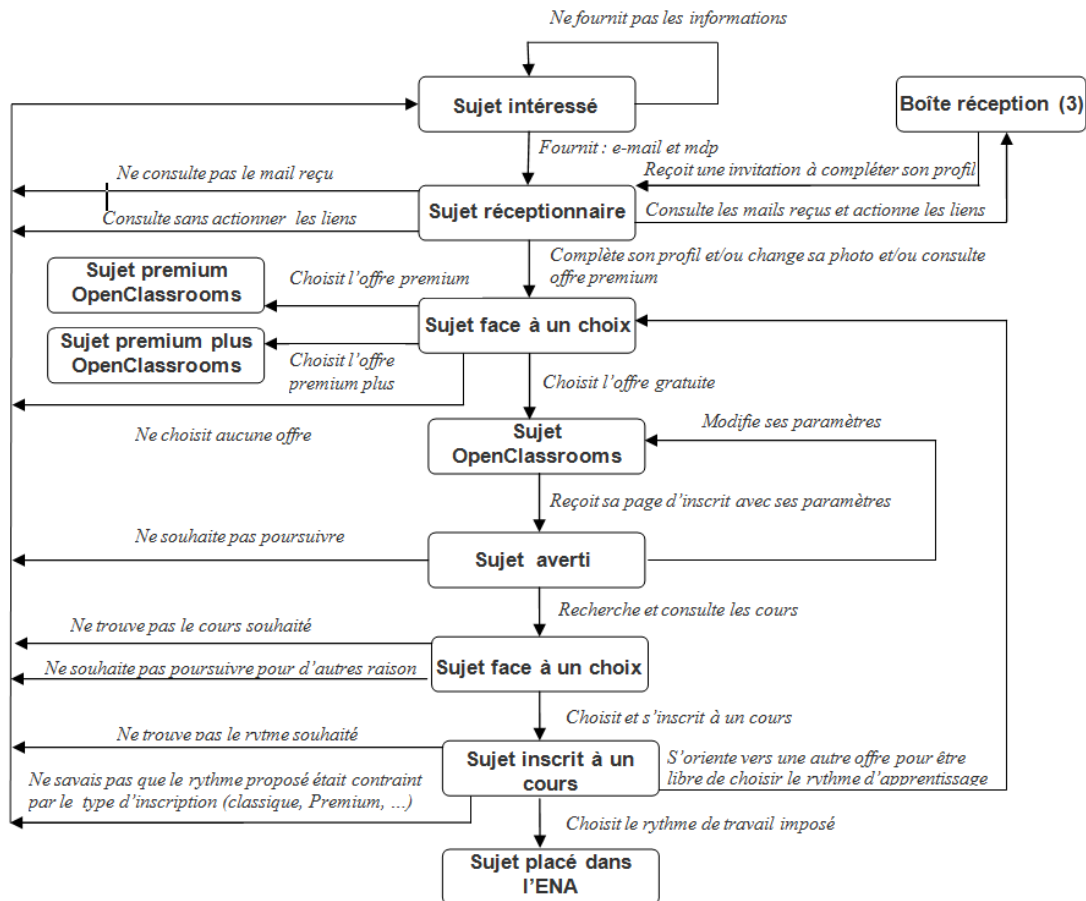 Ne fournit pas les informations
Sujet intéressé
Boîte réception (3)
Fournit : e-mail et mdp
Reçoit une invitation à compléter son profil
Ne consulte pas le mail reçu
Sujet réceptionnaire
Consulte les mails reçus et actionne les liens
Consulte sans actionner les liens
Complète son profil et/ou change sa photo et/ou consulte
offre premium
Sujet premium
OpenClassrooms
Choisit l'offre premium
Sujet face à un choix
Sujet premium plus
OpenClassrooms
Choisit l'offre
premium plus
Choisit l'offre gratuite
Ne choisit aucune offre
Sujet
OpenClassrooms
Modifie ses paramètres
Reçoit sa page d'inscrit avec ses paramètres
Ne souhaite pas poursuivre
Sujet averti
Recherche et consulte les cours
Ne trouve pas le cours souhaité
Sujet face à un choix
Ne souhaite pas poursuivre pour d'autres raison
Choisit et s'inscrit à un cours
Ne trouve pas le rytme souhaité
Sujet inscrit à un
cours
S'oriente vers une autre offre pour être
libre de choisir le rythme d'apprentissage
Ne savais pas que le rythme proposé était contraint
par le type d'inscription (classique, Premium, ...)
Choisit le rythme de travail imposé
Sujet placé dans
l'ENA